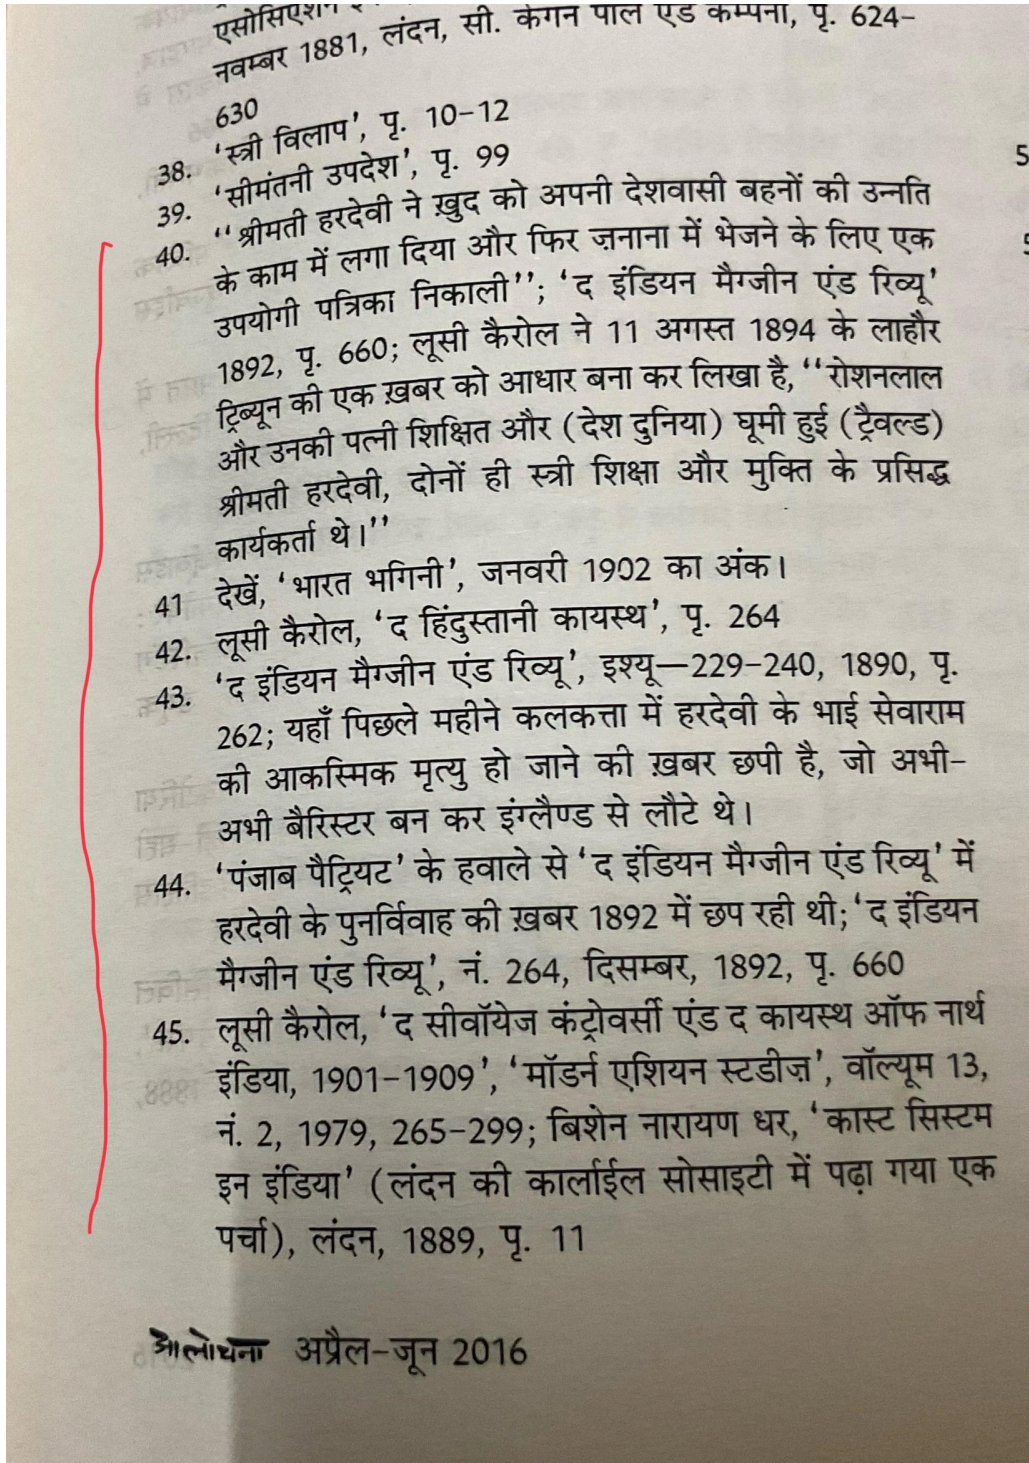 नवम्बर 1881, लंदन, सी. केगन पाल एंड कम्पनी, पृ. 624-
630
38. 'स्त्री विलाप', पृ. 10-12
39. 'सीमंतनी उपदेश', पृ. 99
40. ''श्रीमती हरदेवी ने ख़ुद को अपनी देशवासी बहनों की उन्नति
के काम में लगा दिया और फिर ज़नाना में भेजने के लिए एक
उपयोगी पत्रिका निकाली''; 'द इंडियन मैग्जीन एंड रिव्यू'
1892, पृ. 660; लूसी कैरोल ने 11 अगस्त 1894 के लाहौर
ट्रिब्यून की एक ख़बर को आधार बना कर लिखा है, ''रोशनलाल
और उनकी पत्नी शिक्षित और (देश दुनिया) घूमी हुई (ट्रैवल्ड)
श्रीमती हरदेवी, दोनों ही स्त्री शिक्षा और मुक्ति के प्रसिद्ध
कार्यकर्ता थे।''
41 देखें, 'भारत भगिनी', जनवरी 1902 का अंक।
42. लूसी कैरोल, 'द हिंदुस्तानी कायस्थ', पृ. 264
43. 'द इंडियन मैग्जीन एंड रिव्यू', इश्यू—229-240, 1890, पृ.
262; यहाँ पिछले महीने कलकत्ता में हरदेवी के भाई सेवाराम
की आकस्मिक मृत्यु हो जाने की ख़बर छपी है, जो अभी-
अभी बैरिस्टर बन कर इंग्लैण्ड से लौटे थे।
44. 'पंजाब पैट्रियट' के हवाले से 'द इंडियन मैग्जीन एंड रिव्यू' में
हरदेवी के पुनर्विवाह की ख़बर 1892 में छप रही थी; 'द इंडियन
मैग्जीन एंड रिव्यू', नं. 264, दिसम्बर, 1892, पृ. 660
45. लूसी कैरोल, 'द सीवॉयेज कंट्रोवर्सी एंड द कायस्थ ऑफ नार्थ
इंडिया, 1901-1909', 'मॉडर्न एशियन स्टडीज़', वॉल्यूम 13,
नं. 2, 1979, 265-299; बिशेन नारायण धर, 'कास्ट सिस्टम
इन इंडिया' (लंदन की कार्लाईल सोसाइटी में पढ़ा गया एक
पर्चा), लंदन, 1889, पृ. 11
आलोचना अप्रैल-जून 2016